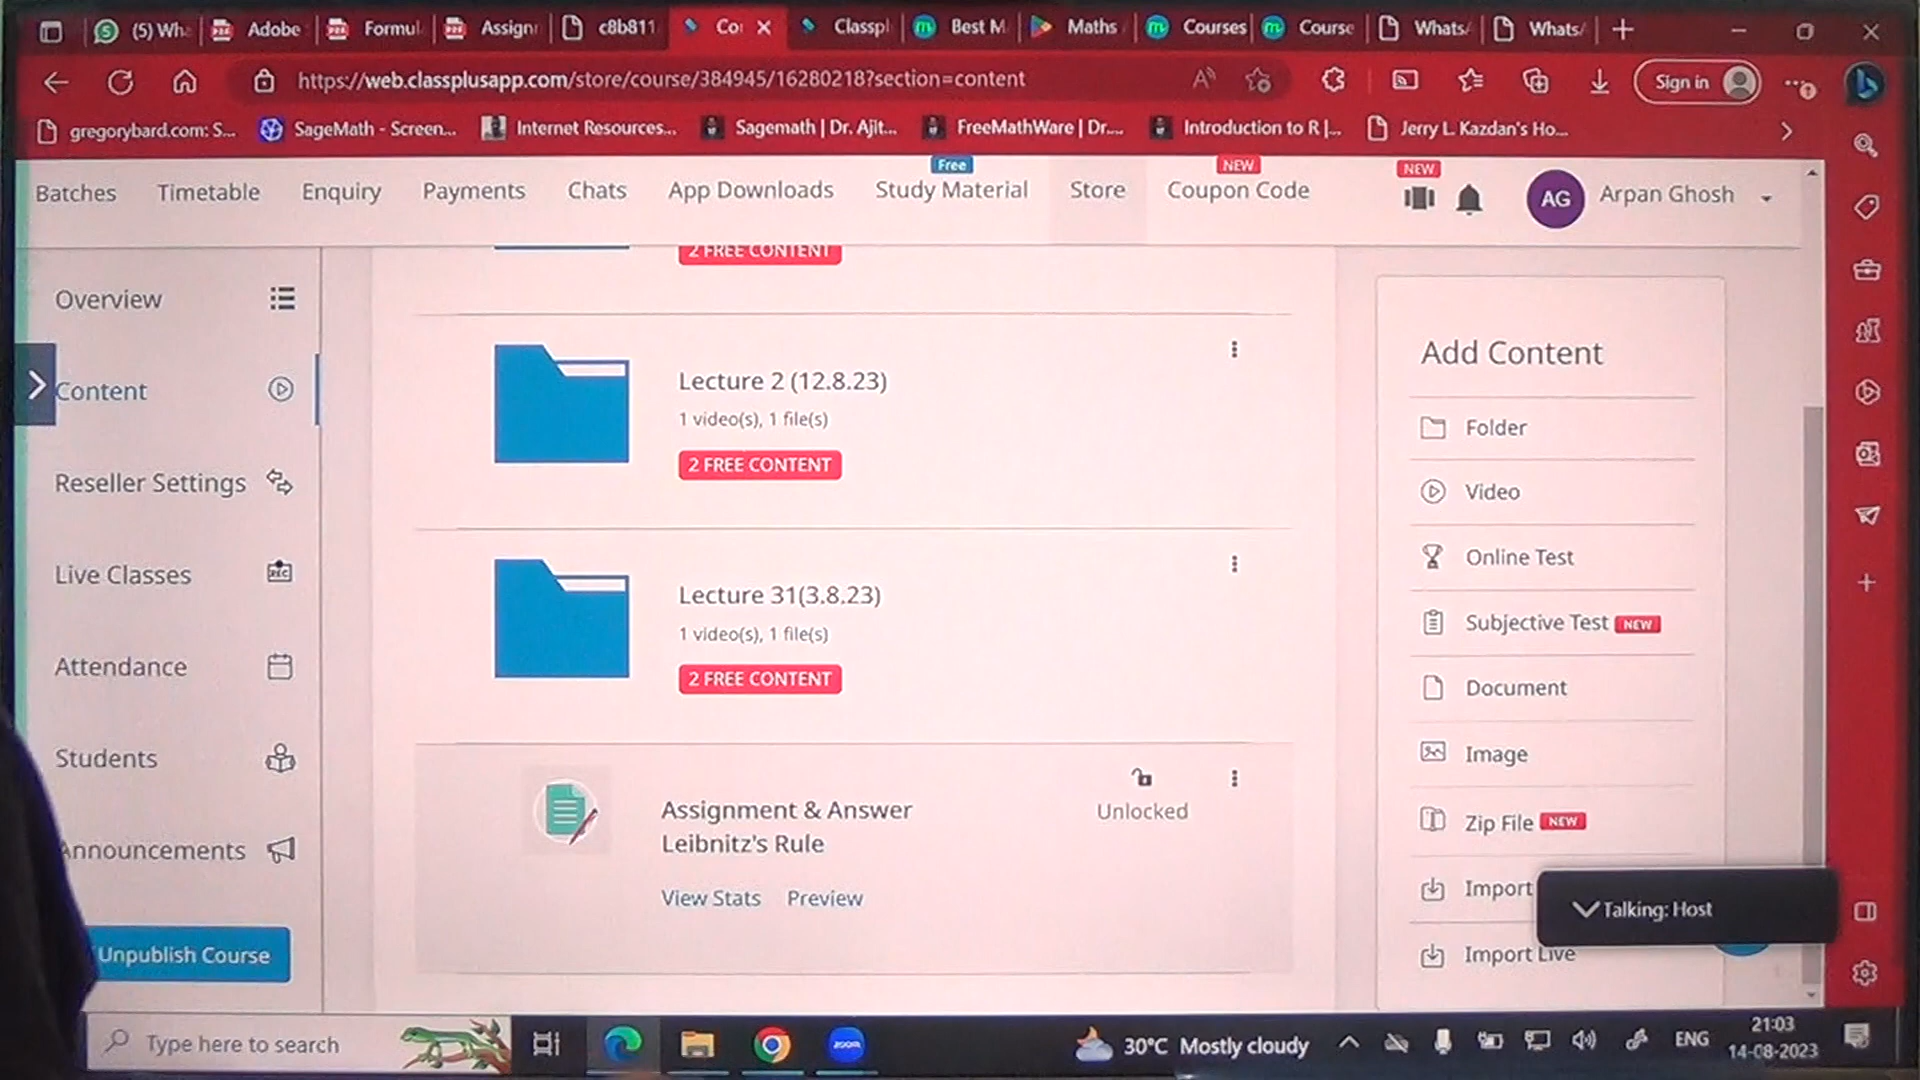 (5) Wh
Adobe
Formul
Assignm
c8b811
Co
Classpl
Best M
Maths
Courses
Course
Whats
Whats
https://web.classplusapp.com/store/course/384945/16280218?section=content
Sign in
gregorybard.com: S...
SageMath - Screen...
Internet Resources...
Sagemath | Dr. Ajit...
FreeMathWare | Dr....
Introduction to R |...
Jerry L. Kazdan's Ho...
Free
NEW
NEW
Batches
Timetable
Enquiry
Payments
Chats
App Downloads
Study Material
Store
Coupon Code
AG
Arpan Ghosh
Overview
Content
Reseller Settings
Live Classes
REC
Attendance
Students
Announcements
Unpublish Course
2 FREE CONTENT
Lecture 2 (12.8.23)
1 video(s), 1 file(s)
2 FREE CONTENT
Lecture 31(3.8.23)
1 video(s), 1 file(s)
2 FREE CONTENT
Assignment & Answer
Leibnitz's Rule
Unlocked
View Stats
Preview
Add Content
Folder
Video
Online Test
Subjective Test NEW
Document
Image
Zip File NEW
Import
Import Live
Talking: Host
Type here to search
zoom
30°C Mostly cloudy
ENG
21:03
14-08-2023